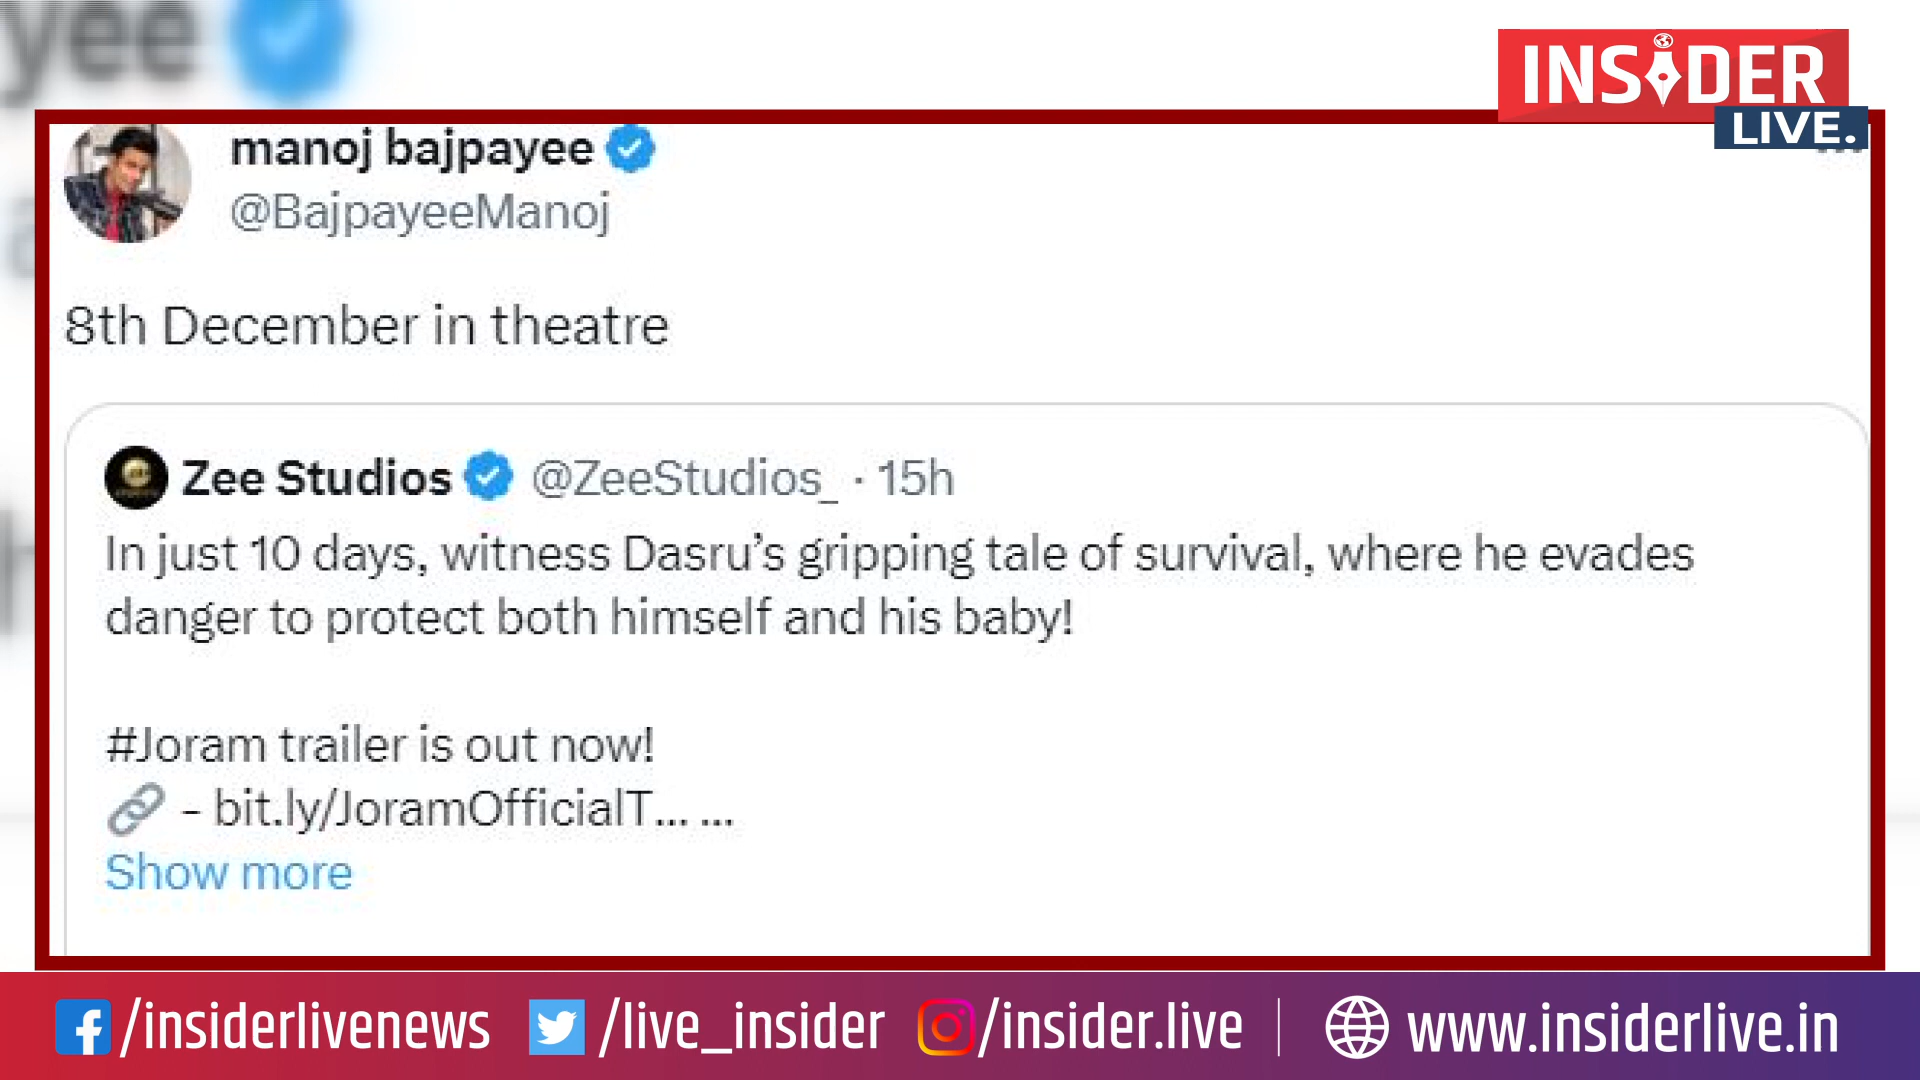 yee
INSIDER
LIVE.
manoj bajpayee
@BajpayeeManoj
8th December in theatre
Zee Studios @ZeeStudios_ · 15h
In just 10 days, witness Dasru’s gripping tale of survival, where he evades
danger to protect both himself and his baby!
#Joram trailer is out now!
🔗 – bit.ly/JoramOfficialT... ...
Show more
/insiderlivenews /live_insider /insider.live | www.insiderlive.in